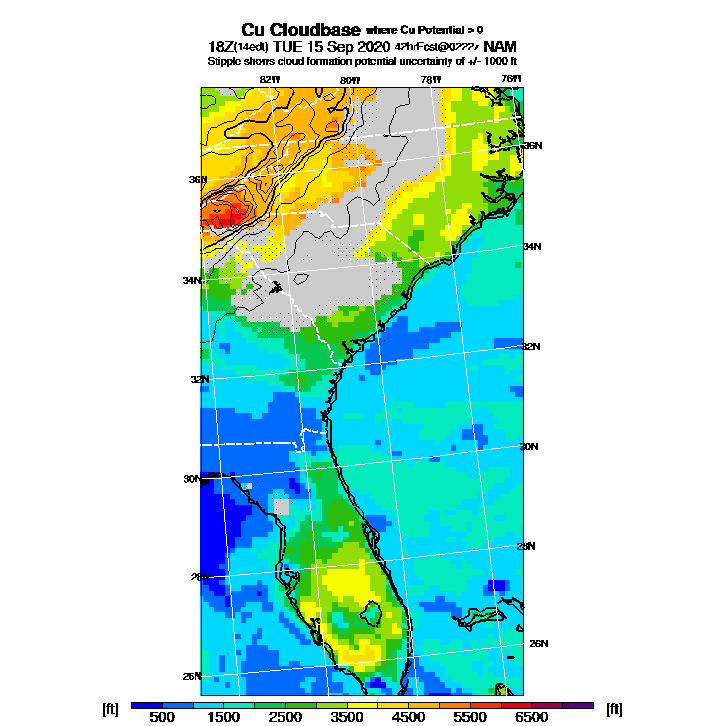 Cu Cloudbase where Cu Potential > 0
18Z(14edt) TUE 15 Sep 2020 42hrFcst@0222z NAM
Stipple shows cloud formation potential uncertainty of +/- 1000 ft
82W 80W 78W 76W
36N
36N
34N
34N
32N
32N
30N
30N
28N
28N
26N
26N
[ft] [ft]
500 1500 2500 3500 4500 5500 6500